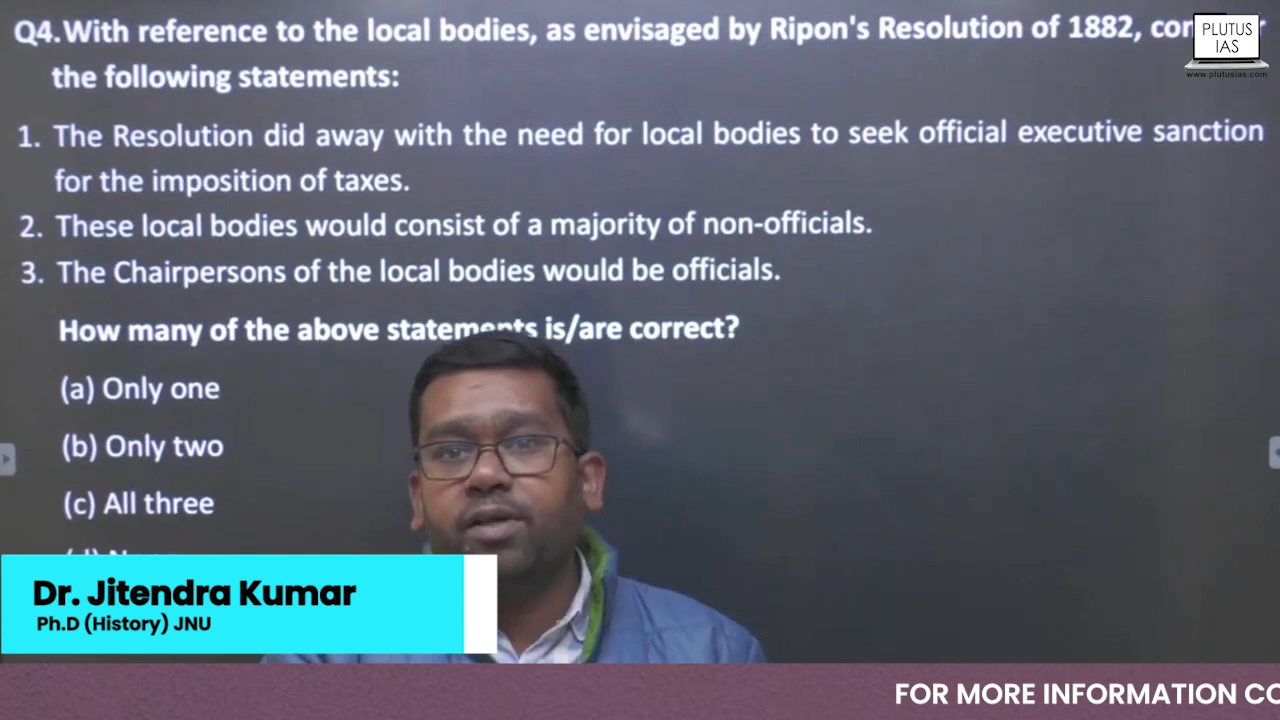 Q4.With reference to the local bodies, as envisaged by Ripon's Resolution of 1882,
PLUTUS
IAS
www.plutusias.com
the following statements:
1. The Resolution did away with the need for local bodies to seek official executive sanction
for the imposition of taxes.
2. These local bodies would consist of a majority of non-officials.
3. The Chairpersons of the local bodies would be officials.
How many of the above statements is/are correct?
(a) Only one
(b) Only two
(c) All three
Dr. Jitendra Kumar
Ph.D (History) JNU
FOR MORE INFORMATION